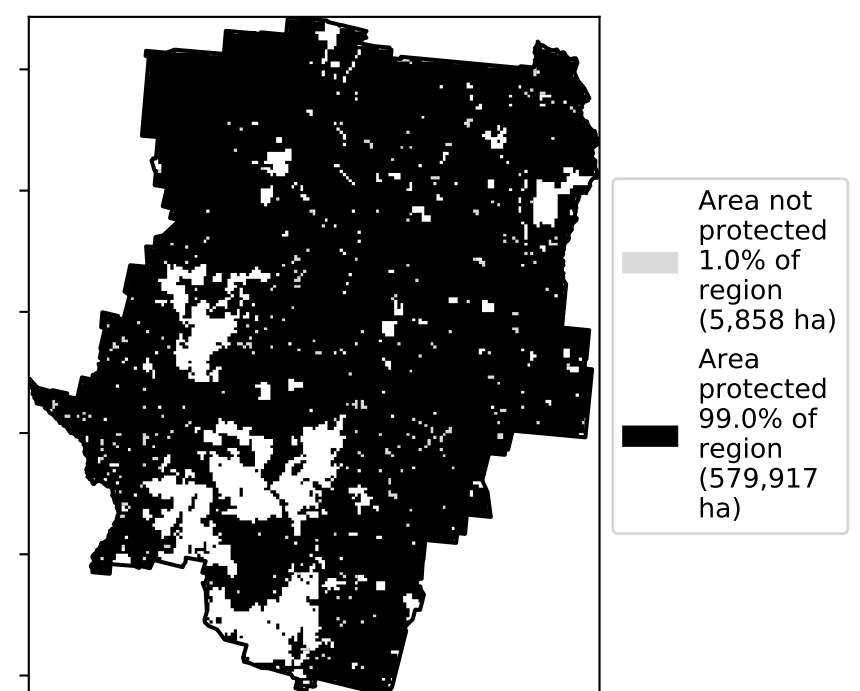 Area not
protected
1.0% of
region
(5,858 ha)
Area
protected
99.0% of
region
(579,917
ha)